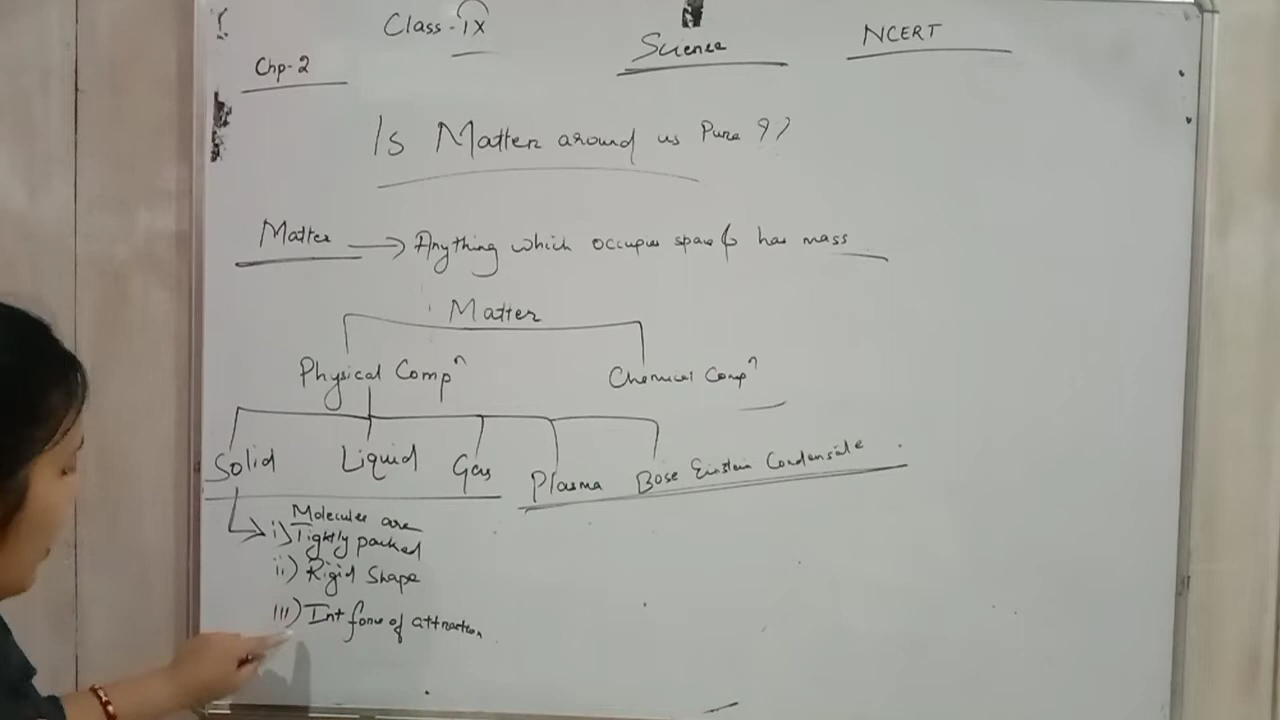 Class - IX
Science
NCERT
Chp-2
Is Matter around us Pure ??
Matter → Anything which occupies space & has mass
Matter
Physical Compⁿ
Chemical Compⁿ
Solid
Liquid
Gas
Plasma
Bose Einstein Condensate
Molecules are
i) Tightly packed
ii) Rigid Shape
iii) Int force of attraction